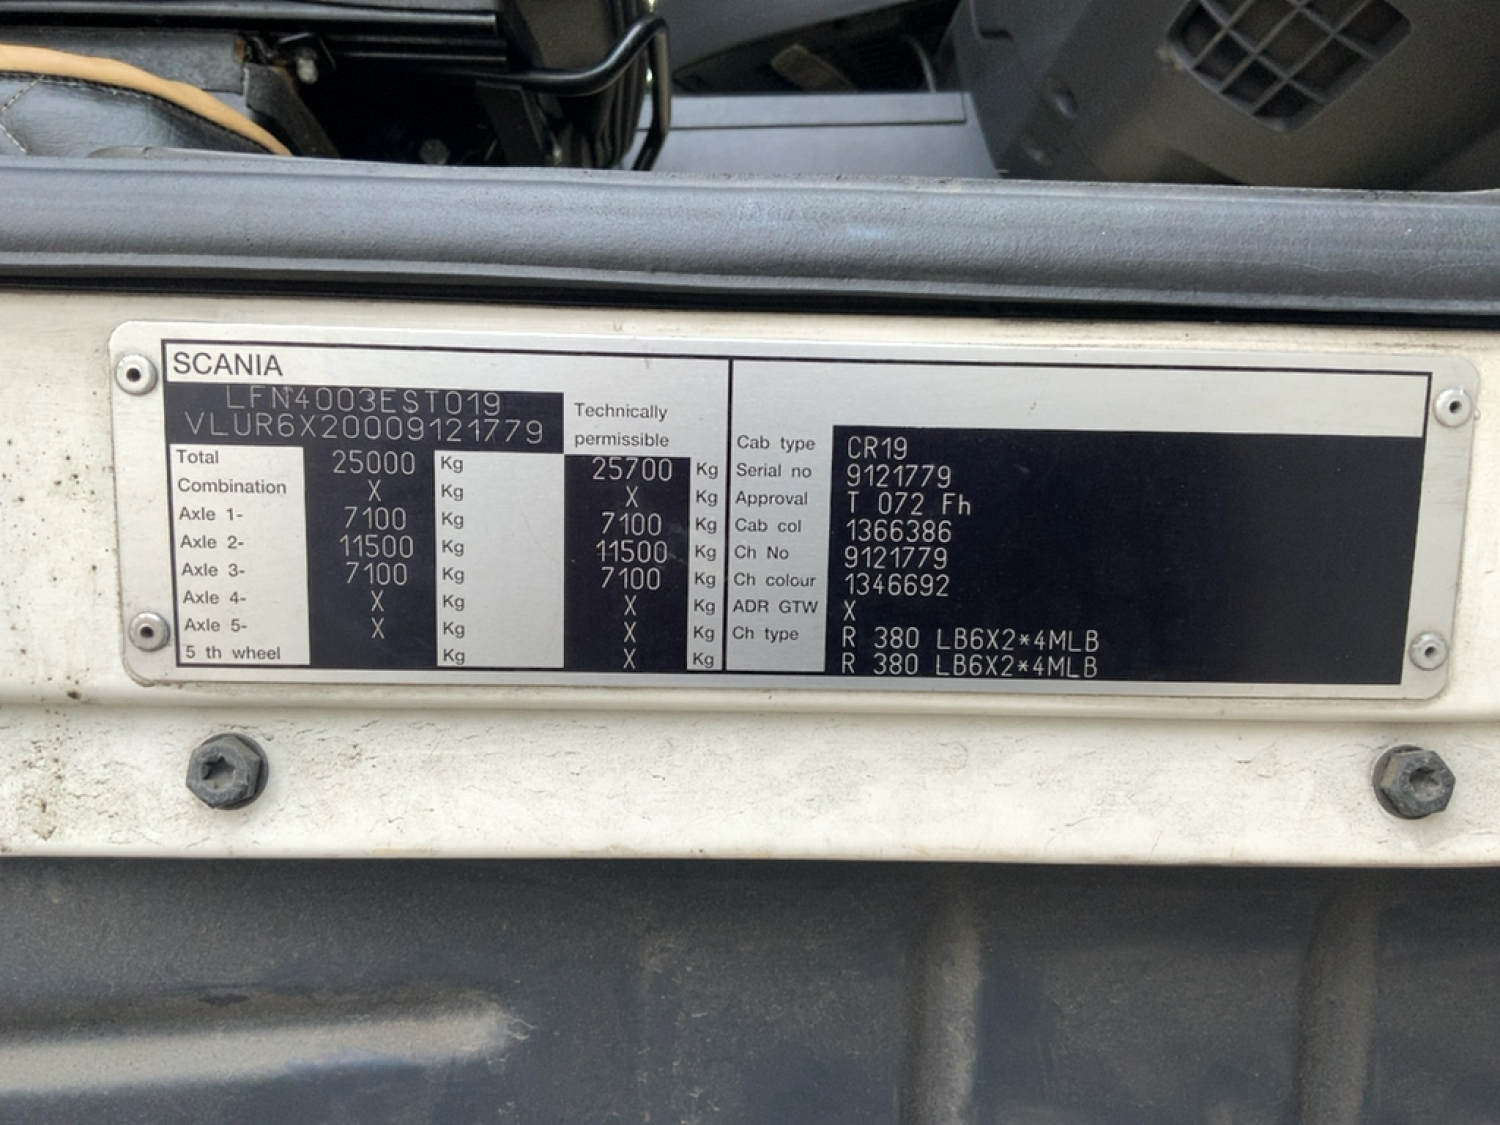 SCANIA
LFN4003EST019
VLUR6X20009121779
Technically
permissible
Total 25000 Kg 25700 Kg
Combination X Kg X Kg
Axle 1- 7100 Kg 7100 Kg
Axle 2- 11500 Kg 11500 Kg
Axle 3- 7100 Kg 7100 Kg
Axle 4- X Kg X Kg
Axle 5- X Kg X Kg
5 th wheel Kg X Kg
Cab type CR19
Serial no 9121779
Approval T 072 Fh
Cab col 1366386
Ch No 9121779
Ch colour 1346692
ADR GTW X
Ch type R 380 LB6X2*4MLB
R 380 LB6X2*4MLB